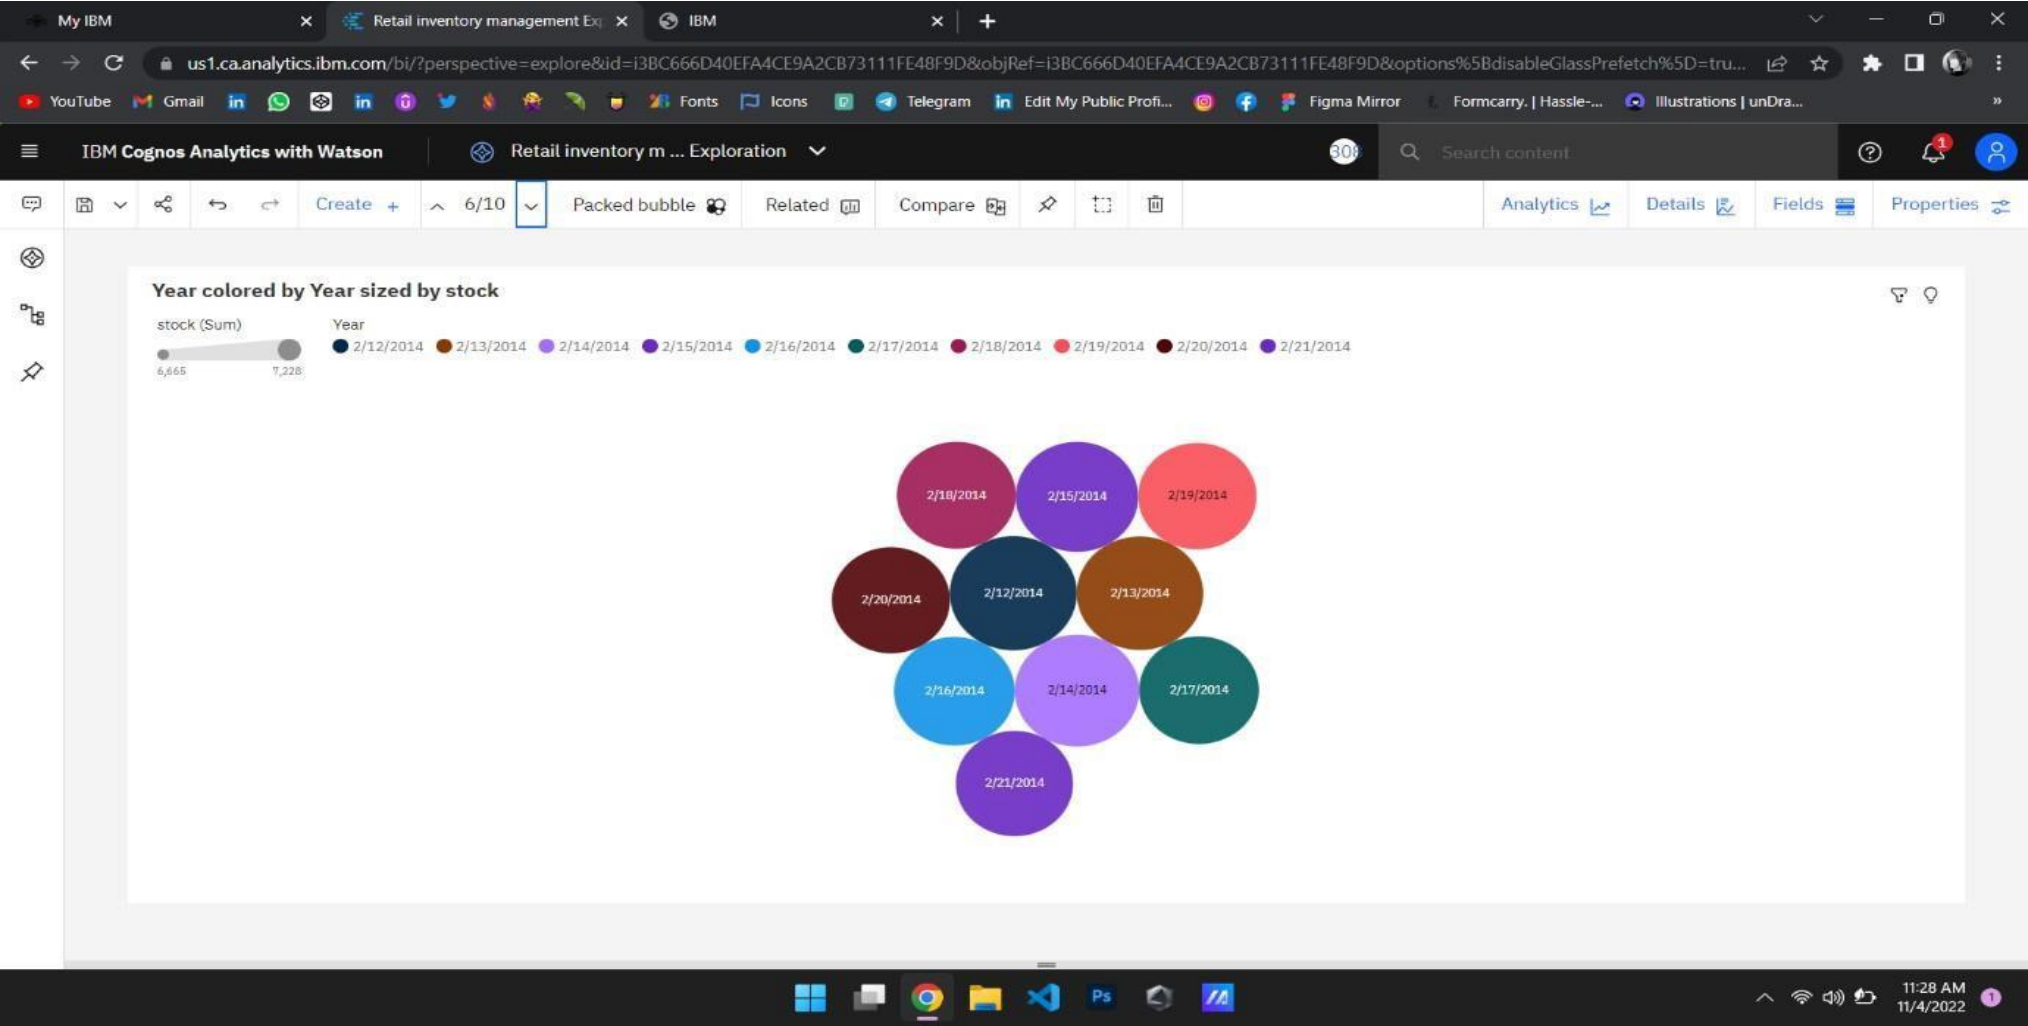 My IBM
Retail inventory management Ex
IBM
us1.ca.analytics.ibm.com/bi/?perspective=explore&id=i3BC666D40EFA4CE9A2CB73111FE48F9D&objRef=i3BC666D40EFA4CE9A2CB73111FE48F9D&options%5BdisableGlassPrefetch%5D=tru...
YouTube Gmail Fonts Icons Telegram Edit My Public Profi... Figma Mirror Formcarry. | Hassle-... Illustrations | unDra... »
IBM Cognos Analytics with Watson
Retail inventory m ... Exploration
308
Search content
1
Create + 6/10 Packed bubble Related Compare Analytics Details Fields Properties
Year colored by Year sized by stock
stock (Sum)
6,665 7,228
Year
2/12/2014 2/13/2014 2/14/2014 2/15/2014 2/16/2014 2/17/2014 2/18/2014 2/19/2014 2/20/2014 2/21/2014
2/18/2014 2/15/2014 2/19/2014
2/20/2014 2/12/2014 2/13/2014
2/16/2014 2/14/2014 2/17/2014
2/21/2014
Ps
11:28 AM
11/4/2022
1